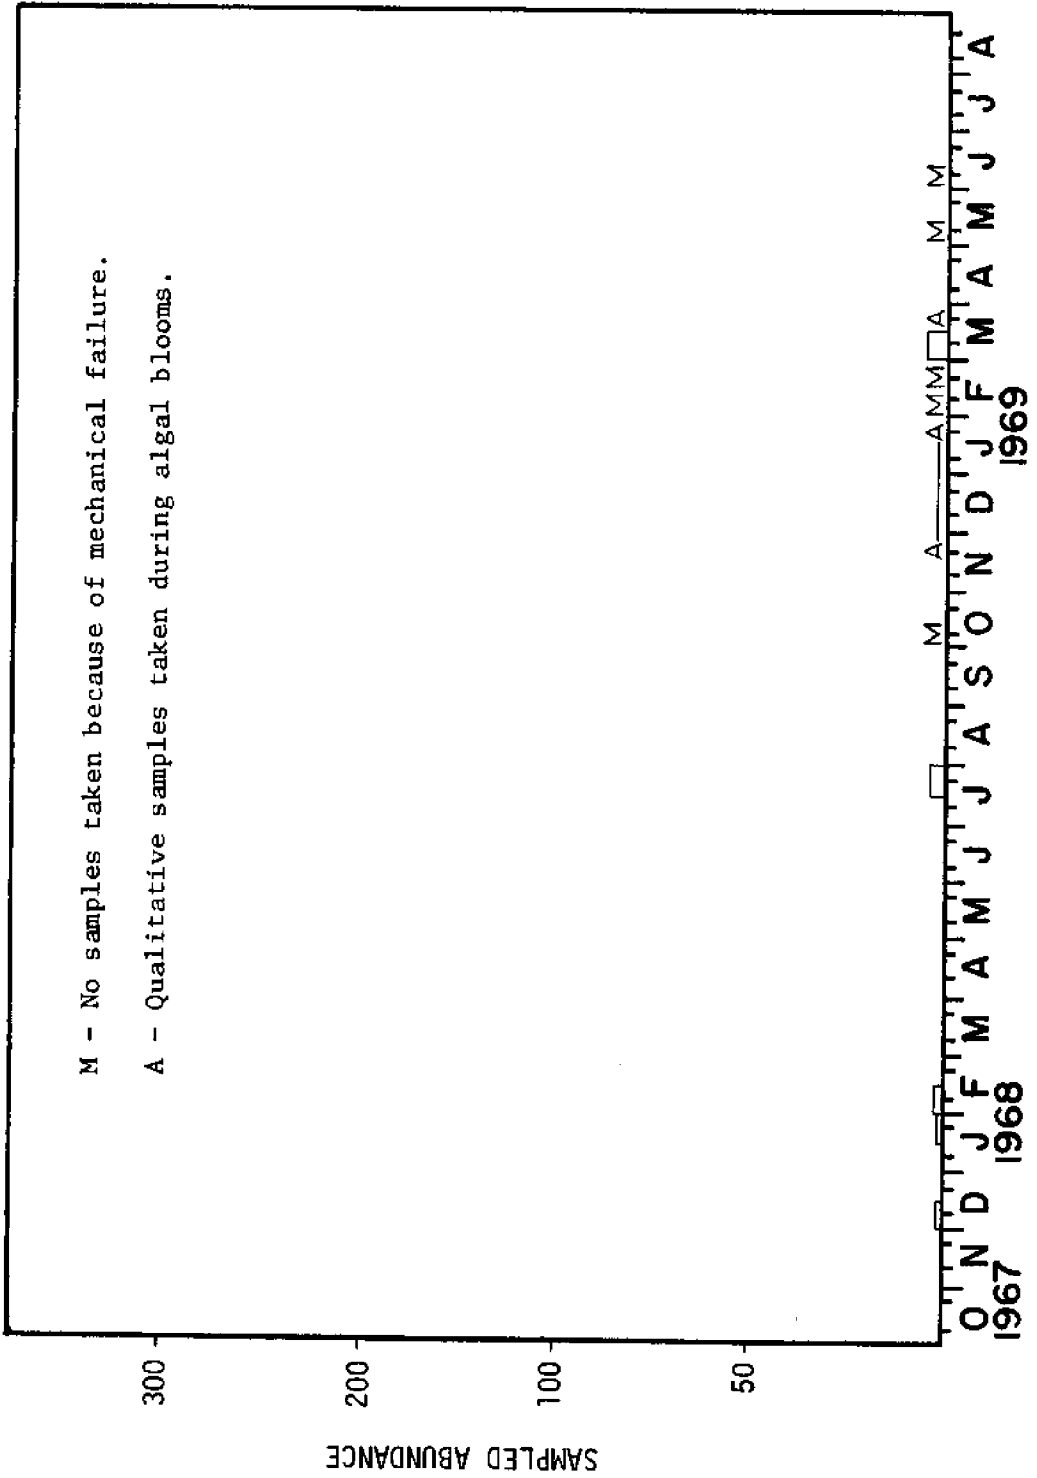 M - No samples taken because of mechanical failure.
A - Qualitative samples taken during algal blooms.
SAMPLED ABUNDANCE
300
200
100
50
M A A M M A M M
O N D J F M A M J J A S O N D J F M A M J J A
1967 1968 1969